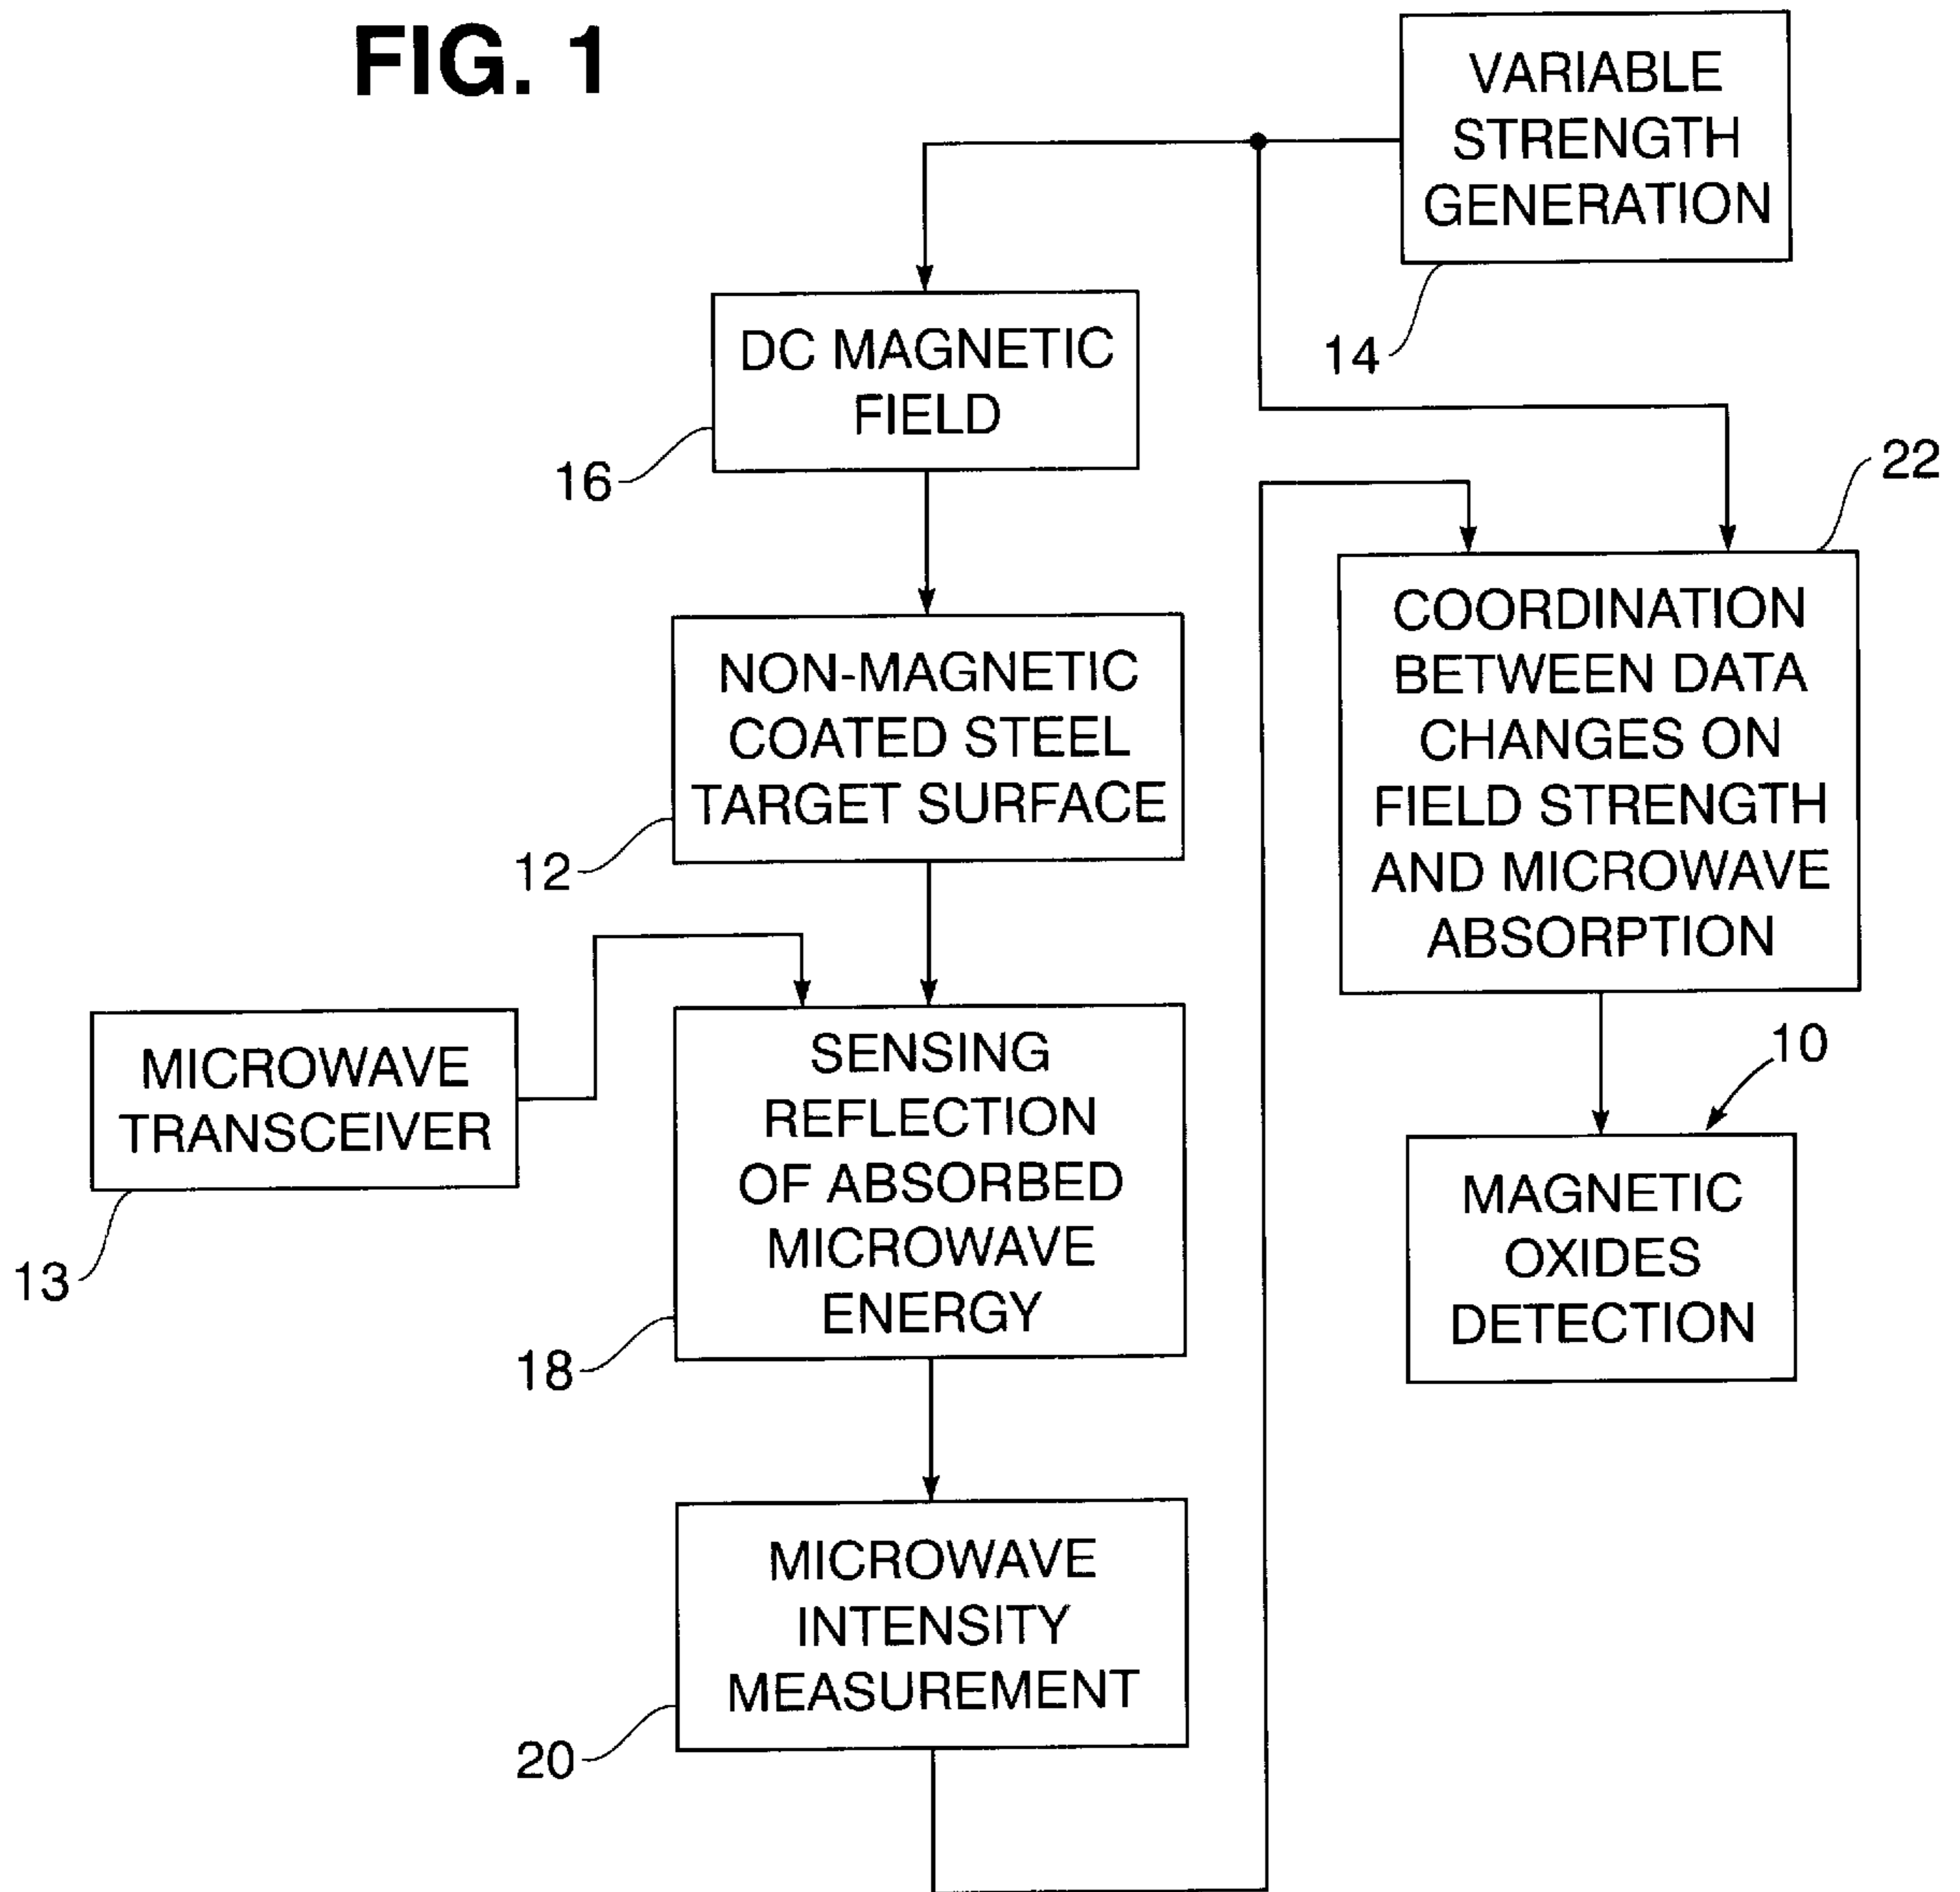 FIG. 1
VARIABLE
STRENGTH
GENERATION
14
DC MAGNETIC
FIELD
16
22
NON-MAGNETIC
COATED STEEL
TARGET SURFACE
12
COORDINATION
BETWEEN DATA
CHANGES ON
FIELD STRENGTH
AND MICROWAVE
ABSORPTION
MICROWAVE
TRANSCEIVER
13
SENSING
REFLECTION
OF ABSORBED
MICROWAVE
ENERGY
18
10
MAGNETIC
OXIDES
DETECTION
MICROWAVE
INTENSITY
MEASUREMENT
20